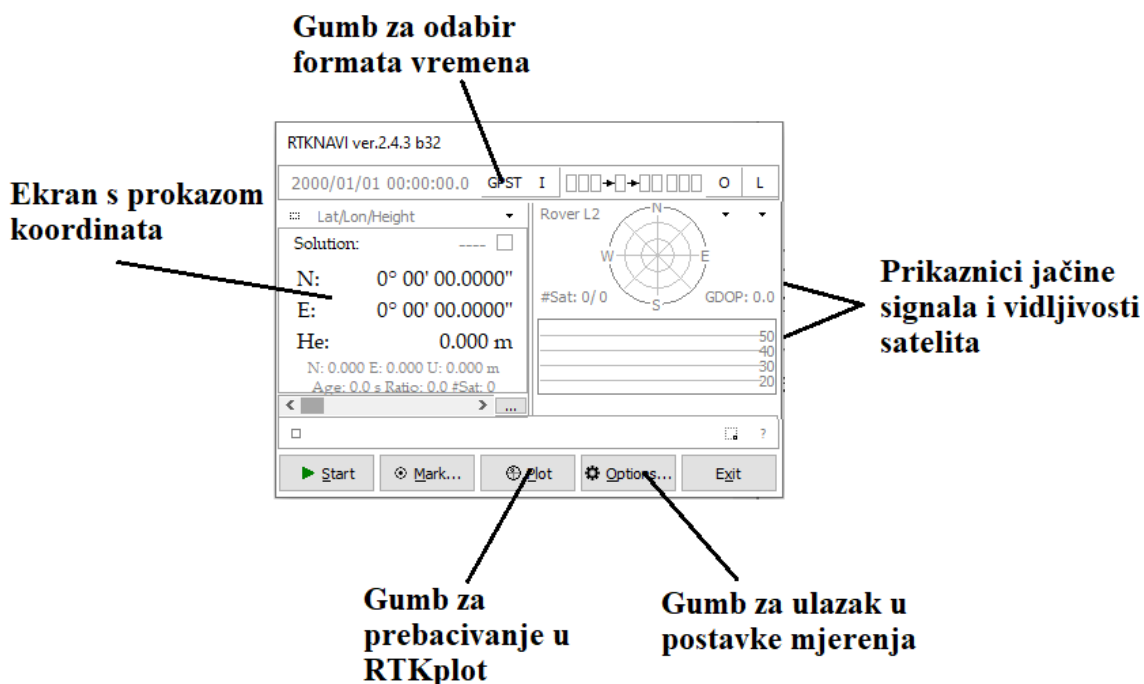 Gumb za odabir
formata vremena
RTKNAVI ver.2.4.3 b32
2000/01/01 00:00:00.0 GPST I O L
Ekran s prokazom
koordinata
Lat/Lon/Height
Solution: ----
N: 0° 00' 00.0000"
E: 0° 00' 00.0000"
He: 0.000 m
N: 0.000 E: 0.000 U: 0.000 m
Age: 0.0 s Ratio: 0.0 #Sat: 0
...
Rover L2
N
W E
S
#Sat: 0/ 0 GDOP: 0.0
50
40
30
20
Prikaznici jačine
signala i vidljivosti
satelita
?
Start Mark... Plot Options... Exit
Gumb za
prebacivanje u
RTKplot
Gumb za ulazak u
postavke mjerenja